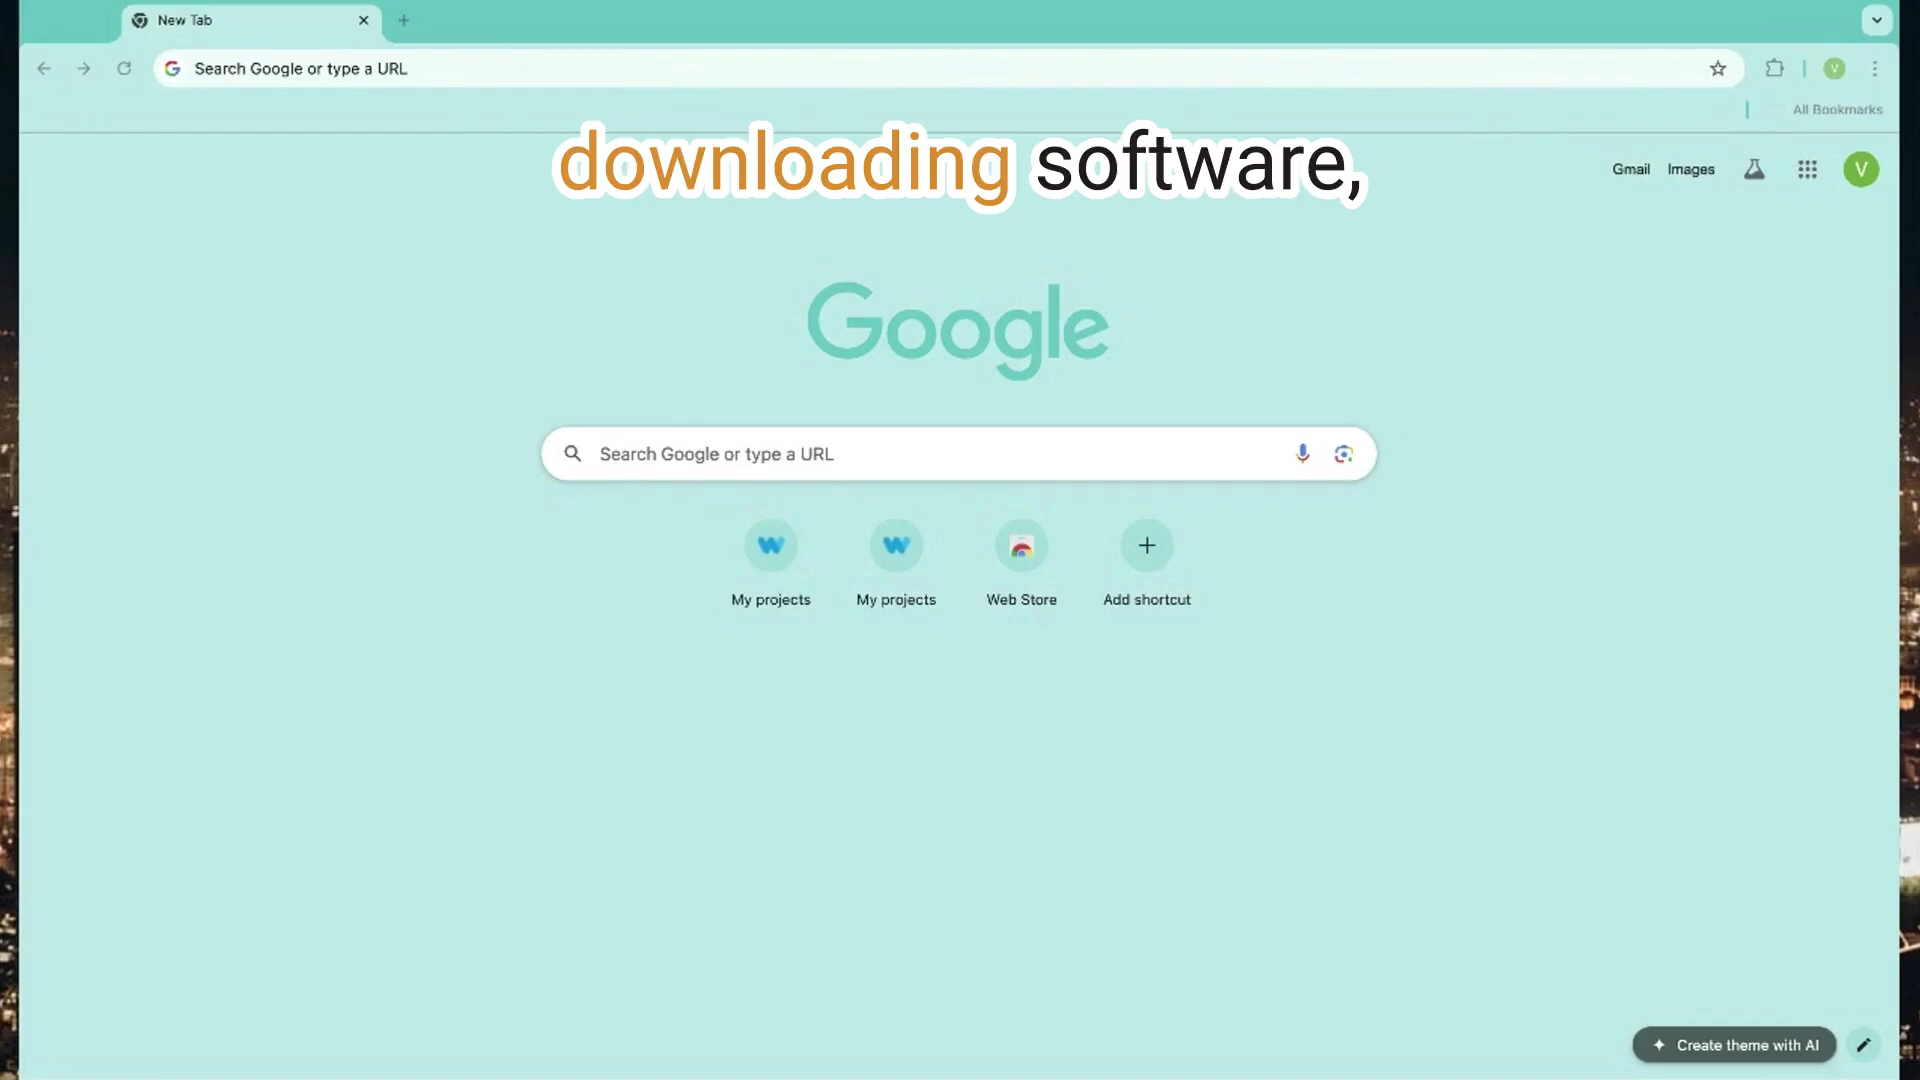 New Tab
Search Google or type a URL
All Bookmarks
downloading software,
Gmail Images
V
V
Google
Search Google or type a URL
My projects My projects Web Store Add shortcut
Create theme with AI